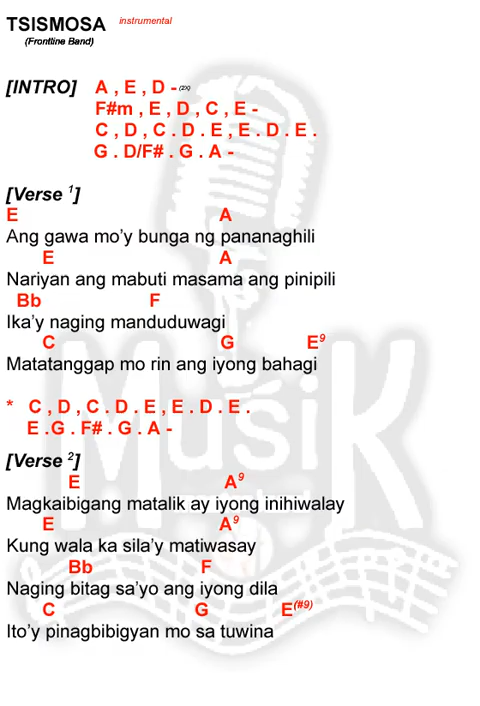 TSISMOSA instrumental
(Frontline Band)
[INTRO] A , E , D - (2X)
F#m , E , D , C , E -
C , D , C . D . E , E . D . E .
G . D/F# . G . A -
[Verse 1]
E A
Ang gawa mo’y bunga ng pananaghili
E A
Nariyan ang mabuti masama ang pinipili
Bb F
Ika’y naging manduduwagi
C G E9
Matatanggap mo rin ang iyong bahagi
* C , D , C . D . E , E . D . E .
E .G . F# . G . A -
[Verse 2]
E A9
Magkaibigang matalik ay iyong inihiwalay
E A9
Kung wala ka sila’y matiwasay
Bb F
Naging bitag sa’yo ang iyong dila
C G E(#9)
Ito’y pinagbibigyan mo sa tuwina
MusiK